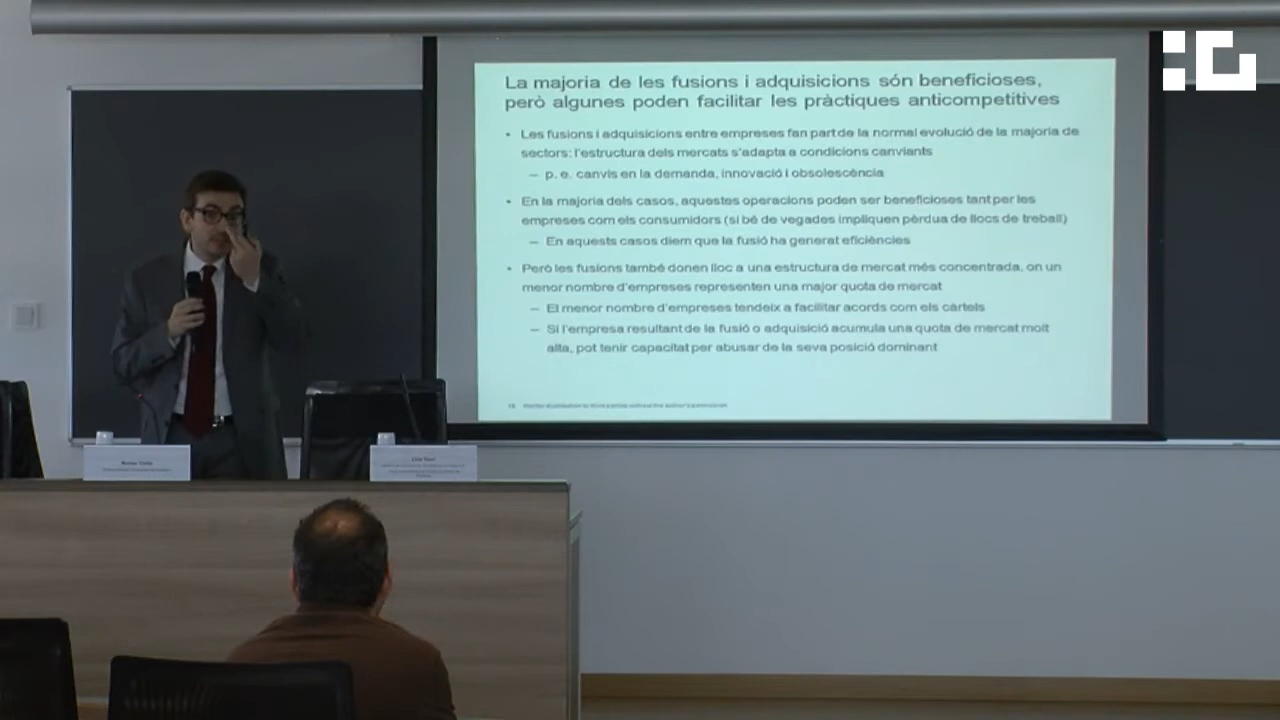 La majoria de les fusions i adquisicions són beneficioses,
però algunes poden facilitar les pràctiques anticompetitives
• Les fusions i adquisicions entre empreses fan part de la normal evolució de la majoria de
sectors: l'estructura dels mercats s'adapta a condicions canviants
– p. e. canvis en la demanda, innovació i obsolescència
• En la majoria dels casos, aquestes operacions poden ser beneficioses tant per les
empreses com els consumidors (si bé de vegades impliquen pèrdua de llocs de treball)
– En aquests casos diem que la fusió ha generat eficiències
• Però les fusions també donen lloc a una estructura de mercat més concentrada, on un
menor nombre d'empreses representen una major quota de mercat
– El menor nombre d'empreses tendeix a facilitar acords com els càrtels
– Si l'empresa resultant de la fusió o adquisició acumula una quota de mercat molt
alta, pot tenir capacitat per abusar de la seva posició dominant